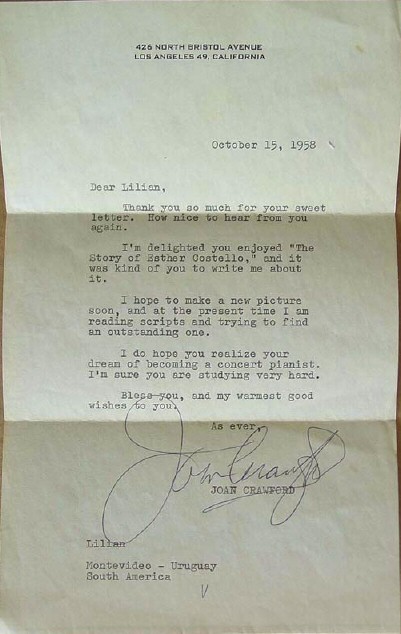 426 NORTH BRISTOL AVENUE
LOS ANGELES 49, CALIFORNIA
October 15, 1958
Dear Lilian,
Thank you so much for your sweet
letter. How nice to hear from you
again.
I'm delighted you enjoyed "The
Story of Esther Costello," and it
was kind of you to write me about
it.
I hope to make a new picture
soon, and at the present time I am
reading scripts and trying to find
an outstanding one.
I do hope you realize your
dream of becoming a concert pianist.
I'm sure you are studying very hard.
Bless you, and my warmest good
wishes to you.
As ever,
Joan Crawford
JOAN CRAWFORD
Lilian
Montevideo - Uruguay
South America